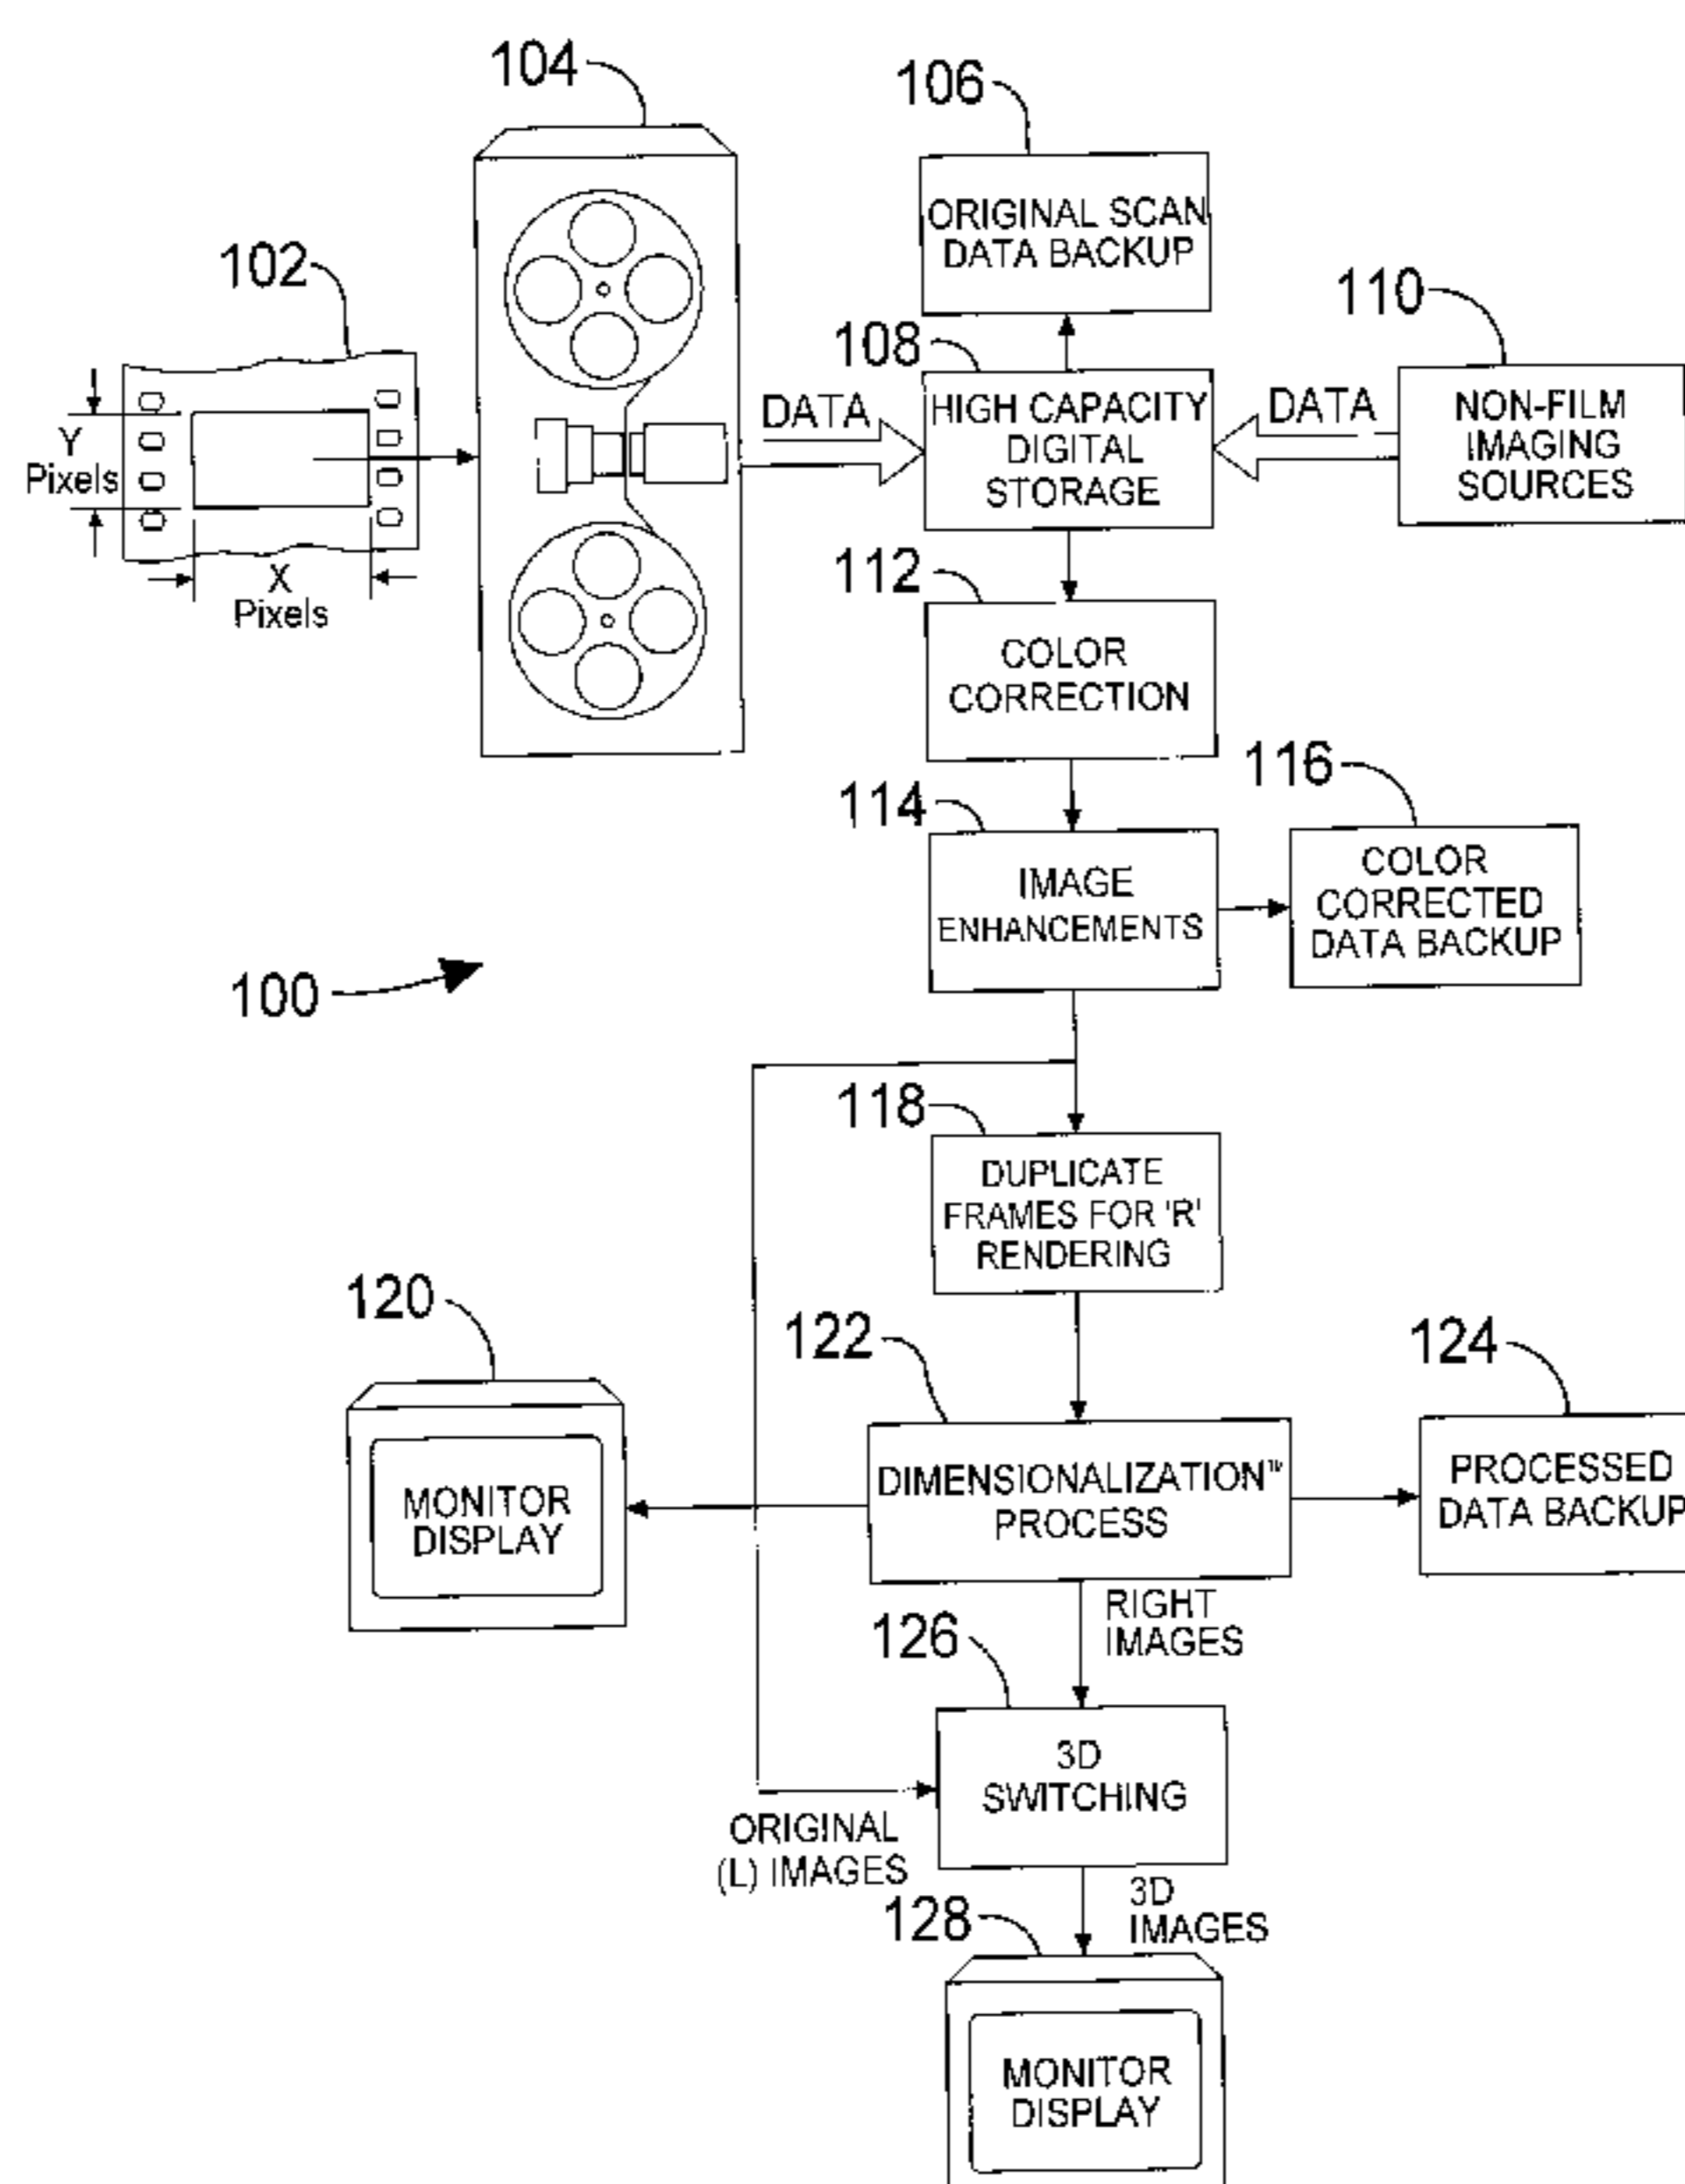 104
106
ORIGINAL SCAN
DATA BACKUP
102
110
108
Y
Pixels
X
Pixels
DATA
HIGH CAPACITY
DIGITAL
STORAGE
DATA
NON-FILM
IMAGING
SOURCES
112
COLOR
CORRECTION
116
114
IMAGE
ENHANCEMENTS
COLOR
CORRECTED
DATA BACKUP
100
118
DUPLICATE
FRAMES FOR 'R'
RENDERING
120
122
124
MONITOR
DISPLAY
DIMENSIONALIZATION™
PROCESS
PROCESSED
DATA BACKUP
RIGHT
IMAGES
126
3D
SWITCHING
ORIGINAL
(L) IMAGES
3D
IMAGES
128
MONITOR
DISPLAY